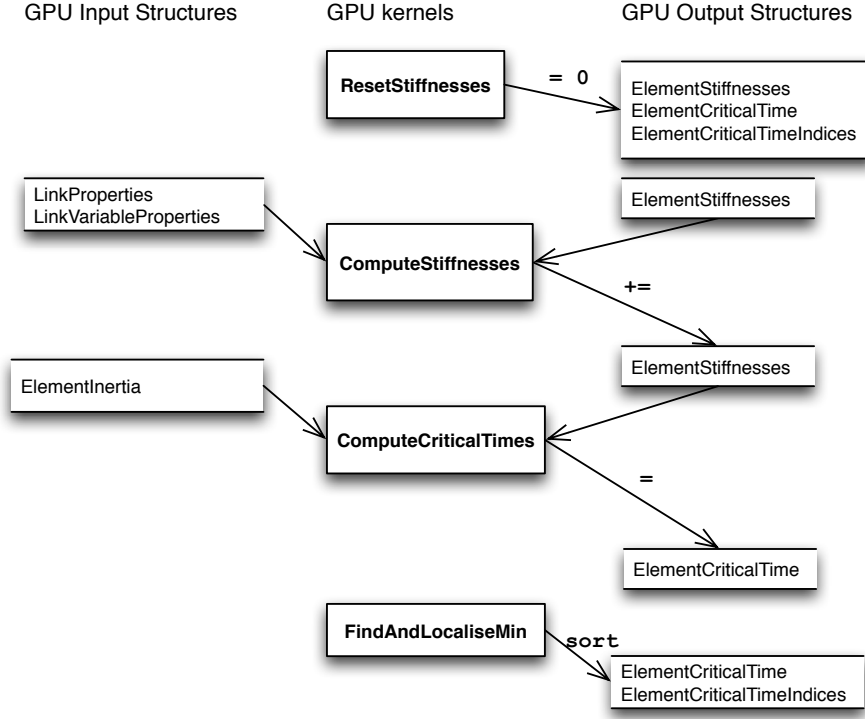 GPU Input Structures
GPU kernels
GPU Output Structures
ResetStiffnesses
= 0
ElementStiffnesses
ElementCriticalTime
ElementCriticalTimeIndices
LinkProperties
LinkVariableProperties
ElementStiffnesses
ComputeStiffnesses
+=
ElementStiffnesses
ElementInertia
ComputeCriticalTimes
=
ElementCriticalTime
FindAndLocaliseMin
sort
ElementCriticalTime
ElementCriticalTimeIndices